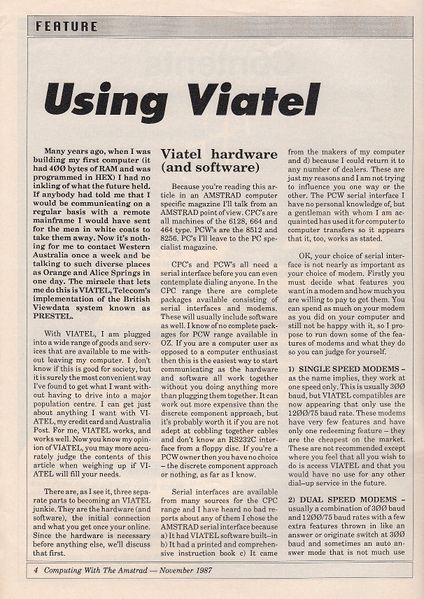 FEATURE
Using Viatel
Many years ago, when I was
building my first computer (it
had 4ØØ bytes of RAM and was
programmed in HEX) I had no
inkling of what the future held.
If anybody had told me that I
would be communicating on a
regular basis with a remote
mainframe I would have sent
for the men in white coats to
take them away. Now it's noth-
ing for me to contact Western
Australia once a week and be
talking to such diverse places
as Orange and Alice Springs in
one day. The miracle that lets
me do this is VIATEL, Telecom's
implementation of the British
Viewdata system known as
PRESTEL.
With VIATEL, I am plugged
into a wide range of goods and serv-
ices that are available to me with-
out leaving my computer. I don't
know if this is good for society, but
it is surely the most convenient way
I've found to get what I want with-
out having to drive into a major
population centre. I can get just
about anything I want with VI-
ATEL, my credit card and Australia
Post. For me, VIATEL works, and
works well. Now you know my opin-
ion of VIATEL, you may more accu-
rately judge the contents of this
article when weighing up if VI-
ATEL will fill your needs.
There are, as I see it, three sepa-
rate parts to becoming an VIATEL
junkie. They are the hardware (and
software), the initial connection
and what you get once your online.
Since the hardware is necessary
before anything else, we'll discuss
that first.
Viatel hardware
(and software)
Because you're reading this ar-
ticle in an AMSTRAD computer
specific magazine I'll talk from an
AMSTRAD point of view. CPC's are
all machines of the 6128, 664 and
464 type. PCW's are the 8512 and
8256, PC's I'll leave to the PC spe-
cialist magazine.
CPC's and PCW's all need a
serial interface before you can even
contemplate dialing anyone. In the
CPC range there are complete
packages available consisting of
serial interfaces and modems.
These will usually include software
as well. I know of no complete pack-
ages for PCW range available in
OZ. If you are a computer user as
opposed to a computer enthusiast
then this is the easiest way to start
communicating as the hardware
and software all work together
without you doing anything more
than plugging them together. It can
work out more expensive than the
discrete component approach, but
it's probably worth it if you are not
adept at cobbling together cables
and don't know an RS232C inter-
face from a floppy disc. If you're a
PCW owner then you have no choice
– the discrete component approach
or nothing, as far as I know.
Serial interfaces are available
from many sources for the CPC
range and I have heard no bad re-
ports about any of them I chose the
AMSTRAD serial interface because
a) It had VIATEL software built–in
b) It had a printed and comprehen-
sive instruction book c) It came
from the makers of my computer
and d) because I could return it to
any number of dealers. These are
just my reasons and I am not trying
to influence you one way or the
other. The PCW serial interface I
have no personal knowledge of, but
a gentleman with whom I am ac-
quainted has used it for computer to
computer transfers so it appears
that it, too, works as stated.
OK, your choice of serial inter-
face is not nearly as important as
your choice of modem. Firstly you
must decide what features you
want in a modem and how much you
are willing to pay to get them. You
can spend as much on your modem
as you did on your computer and
still not be happy with it, so I pro-
pose to run down some of the fea-
tures of modems and what they do
so you can judge for yourself.
1) SINGLE SPEED MODEMS –
as the name implies, they work at
one speed only. This is usually 3ØØ
baud, but VIATEL compatibles are
now appearing that only use the
12ØØ/75 baud rate. These modems
have very few features and have
only one redeeming feature – they
are the cheapest on the market.
These are not recommended except
where you feel that all you wish to
do is access VIATEL and that you
would have no use for any other
dial–up service in the future.
2) DUAL SPEED MODEMS –
usually a combination of 3ØØ baud
and 12ØØ/75 baud rates with a few
extra features thrown in like an
answer or originate switch at 3ØØ
baud and sometimes an auto an-
swer mode that is not much use
4 Computing With The Amstrad — November 1987